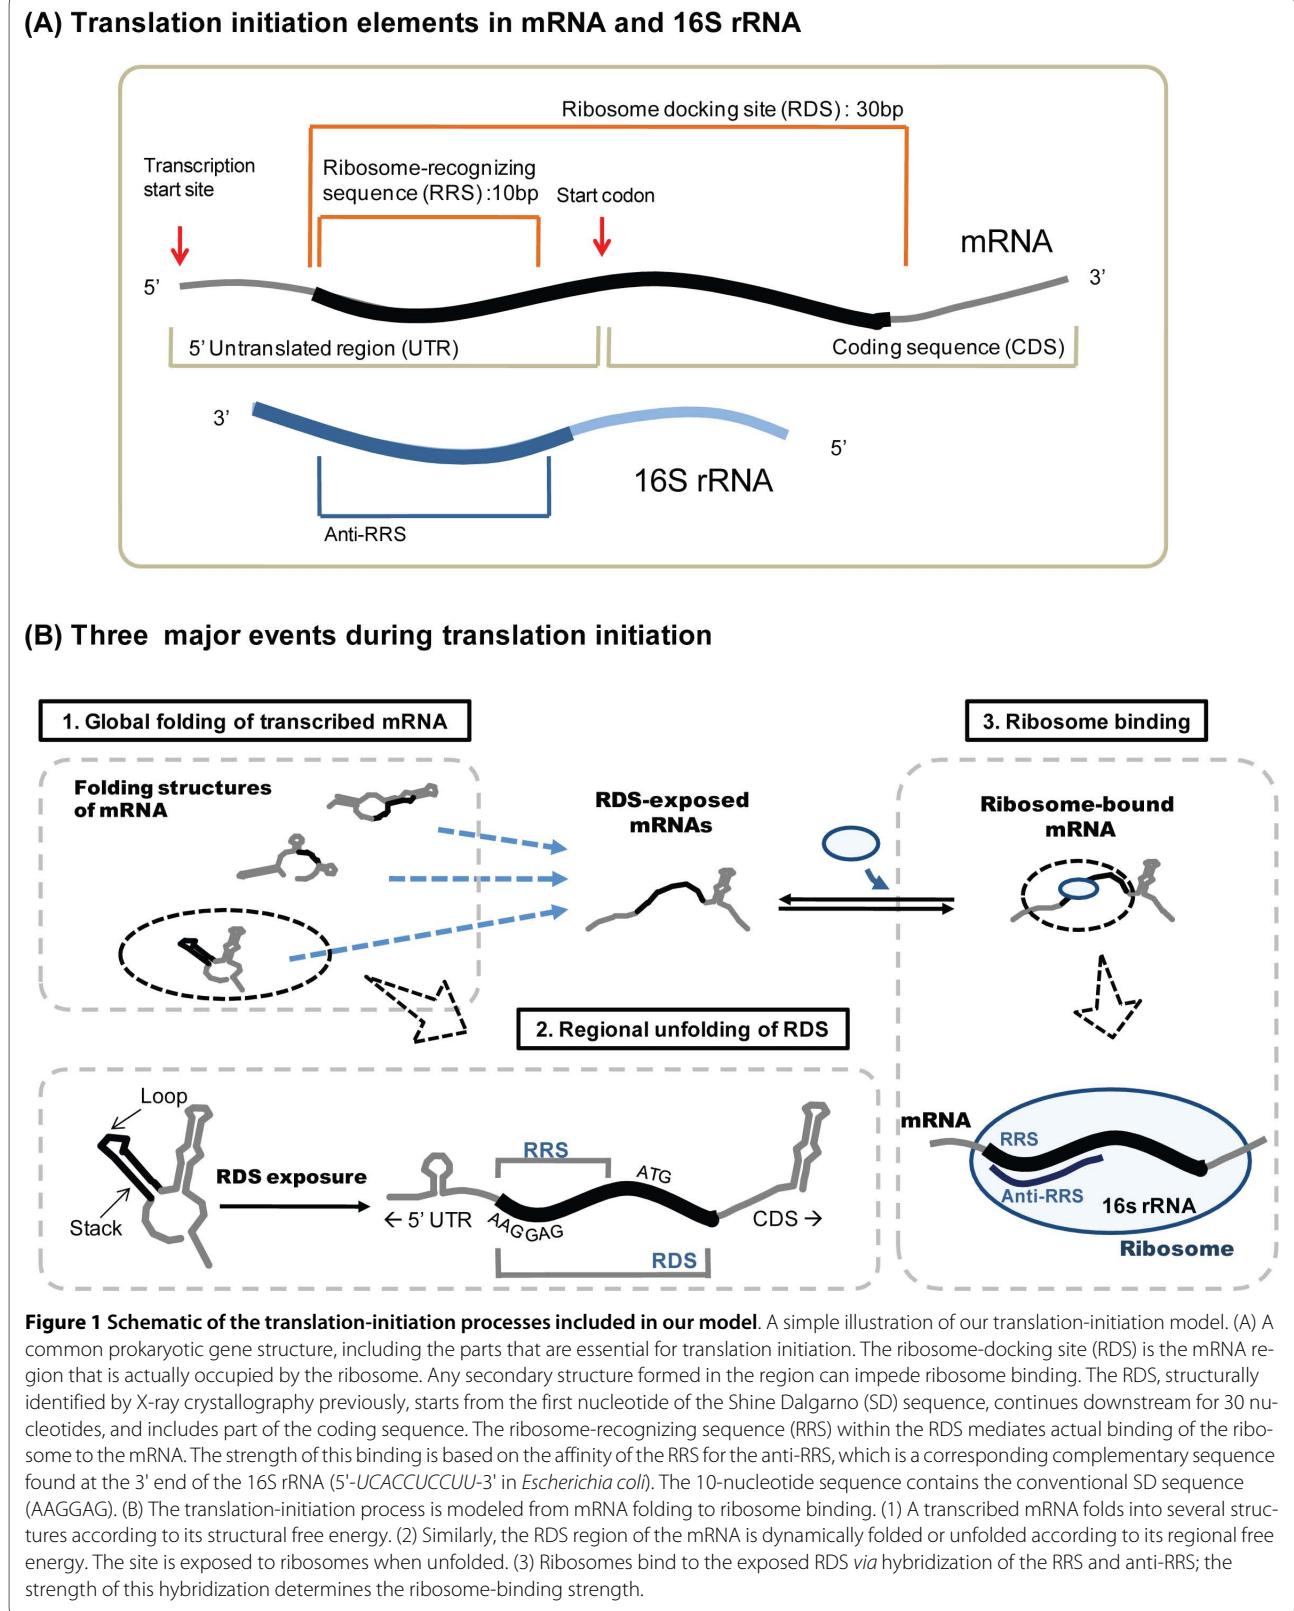 (A) Translation initiation elements in mRNA and 16S rRNA
Ribosome docking site (RDS) : 30bp
Transcription
start site
Ribosome-recognizing
sequence (RRS) :10bp
Start codon
mRNA
5’
3’
5’ Untranslated region (UTR)
Coding sequence (CDS)
3’
5’
16S rRNA
Anti-RRS
(B) Three major events during translation initiation
1. Global folding of transcribed mRNA
3. Ribosome binding
Folding structures
of mRNA
RDS-exposed
mRNAs
Ribosome-bound
mRNA
2. Regional unfolding of RDS
Loop
Stack
RDS exposure
RRS
ATG
AAGGAG
← 5’ UTR
CDS →
RDS
mRNA
RRS
Anti-RRS
16s rRNA
Ribosome
Figure 1 Schematic of the translation-initiation processes included in our model. A simple illustration of our translation-initiation model. (A) A
common prokaryotic gene structure, including the parts that are essential for translation initiation. The ribosome-docking site (RDS) is the mRNA re-
gion that is actually occupied by the ribosome. Any secondary structure formed in the region can impede ribosome binding. The RDS, structurally
identified by X-ray crystallography previously, starts from the first nucleotide of the Shine Dalgarno (SD) sequence, continues downstream for 30 nu-
cleotides, and includes part of the coding sequence. The ribosome-recognizing sequence (RRS) within the RDS mediates actual binding of the ribo-
some to the mRNA. The strength of this binding is based on the affinity of the RRS for the anti-RRS, which is a corresponding complementary sequence
found at the 3' end of the 16S rRNA (5'-UCACCUCCUU-3' in Escherichia coli). The 10-nucleotide sequence contains the conventional SD sequence
(AAGGAG). (B) The translation-initiation process is modeled from mRNA folding to ribosome binding. (1) A transcribed mRNA folds into several struc-
tures according to its structural free energy. (2) Similarly, the RDS region of the mRNA is dynamically folded or unfolded according to its regional free
energy. The site is exposed to ribosomes when unfolded. (3) Ribosomes bind to the exposed RDS via hybridization of the RRS and anti-RRS; the
strength of this hybridization determines the ribosome-binding strength.